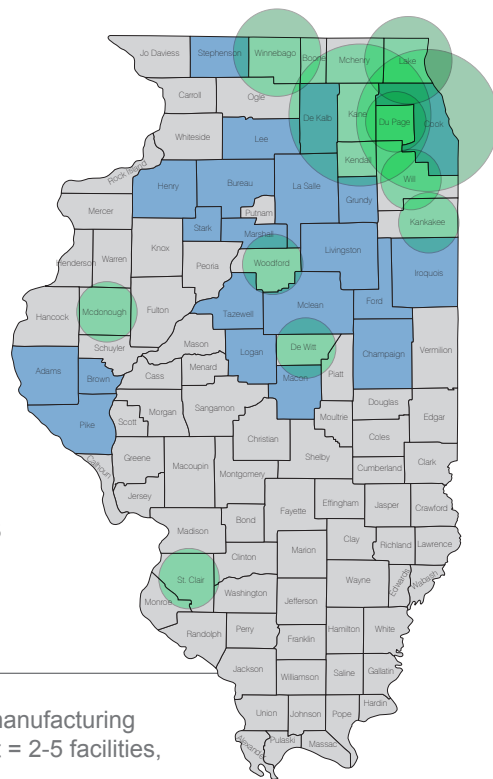 Jo Daviess
Stephenson
Winnebago
Boone
Mchenry
Lake
Carroll
Ogie
De Kalb
Kane
Du Page
Cook
Whiteside
Lee
Kendall
Will
Rock Island
Henry
Bureau
La Salle
Grundy
Mercer
Putnam
Kankakee
Stark
Marshall
Henderson
Warren
Knox
Peoria
Woodford
Livingston
Iroquois
Hancock
Mcdonough
Fulton
Tazewell
Mclean
Ford
Schuyler
Mason
Logan
De Witt
Champaign
Vermilion
Adams
Brown
Cass
Menard
Macon
Piatt
Pike
Scott
Morgan
Sangamon
Christian
Moultrie
Douglas
Edgar
Coles
Calhoun
Greene
Macoupin
Montgomery
Shelby
Cumberland
Clark
Jersey
Bond
Fayette
Effingham
Jasper
Crawford
Madison
Clinton
Marion
Clay
Richland
Lawrence
St. Clair
Washington
Jefferson
Wayne
Edwards
Wabash
Monroe
Randolph
Perry
Franklin
Hamilton
White
Jackson
Williamson
Saline
Gallatin
Union
Johnson
Pope
Hardin
Alexander
Pulaski
Massac
manufacturing
= 2-5 facilities,